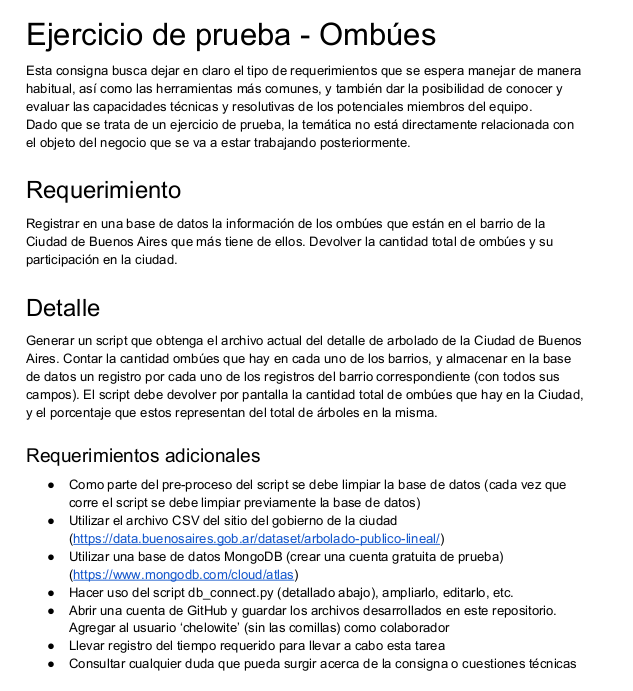 Ejercicio de prueba - Ombúes
Esta consigna busca dejar en claro el tipo de requerimientos que se espera manejar de manera
habitual, así como las herramientas más comunes, y también dar la posibilidad de conocer y
evaluar las capacidades técnicas y resolutivas de los potenciales miembros del equipo.
Dado que se trata de un ejercicio de prueba, la temática no está directamente relacionada con
el objeto del negocio que se va a estar trabajando posteriormente.
Requerimiento
Registrar en una base de datos la información de los ombúes que están en el barrio de la
Ciudad de Buenos Aires que más tiene de ellos. Devolver la cantidad total de ombúes y su
participación en la ciudad.
Detalle
Generar un script que obtenga el archivo actual del detalle de arbolado de la Ciudad de Buenos
Aires. Contar la cantidad ombúes que hay en cada uno de los barrios, y almacenar en la base
de datos un registro por cada uno de los registros del barrio correspondiente (con todos sus
campos). El script debe devolver por pantalla la cantidad total de ombúes que hay en la Ciudad,
y el porcentaje que estos representan del total de árboles en la misma.
Requerimientos adicionales
● Como parte del pre-proceso del script se debe limpiar la base de datos (cada vez que
corre el script se debe limpiar previamente la base de datos)
● Utilizar el archivo CSV del sitio del gobierno de la ciudad
(https://data.buenosaires.gob.ar/dataset/arbolado-publico-lineal/)
● Utilizar una base de datos MongoDB (crear una cuenta gratuita de prueba)
(https://www.mongodb.com/cloud/atlas)
● Hacer uso del script db_connect.py (detallado abajo), ampliarlo, editarlo, etc.
● Abrir una cuenta de GitHub y guardar los archivos desarrollados en este repositorio.
Agregar al usuario ‘chelowite’ (sin las comillas) como colaborador
● Llevar registro del tiempo requerido para llevar a cabo esta tarea
● Consultar cualquier duda que pueda surgir acerca de la consigna o cuestiones técnicas